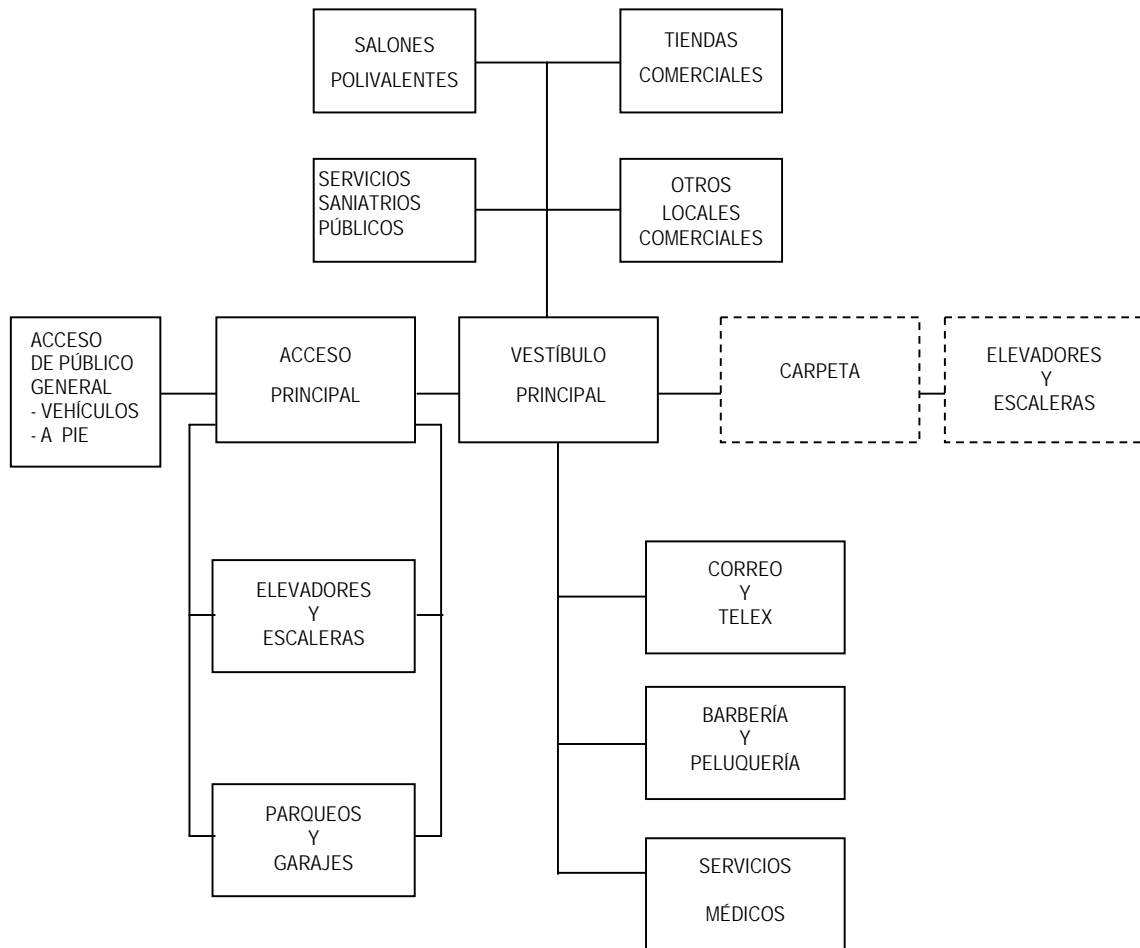 SALONES
POLIVALENTES
TIENDAS
COMERCIALES
SERVICIOS
SANIATRIOS
PÚBLICOS
OTROS
LOCALES
COMERCIALES
ACCESO
DE PÚBLICO
GENERAL
- VEHÍCULOS
- A PIE
ACCESO
PRINCIPAL
VESTÍBULO
PRINCIPAL
CARPETA
ELEVADORES
Y
ESCALERAS
ELEVADORES
Y
ESCALERAS
CORREO
Y
TELEX
BARBERÍA
Y
PELUQUERÍA
PARQUEOS
Y
GARAJES
SERVICIOS
MÉDICOS